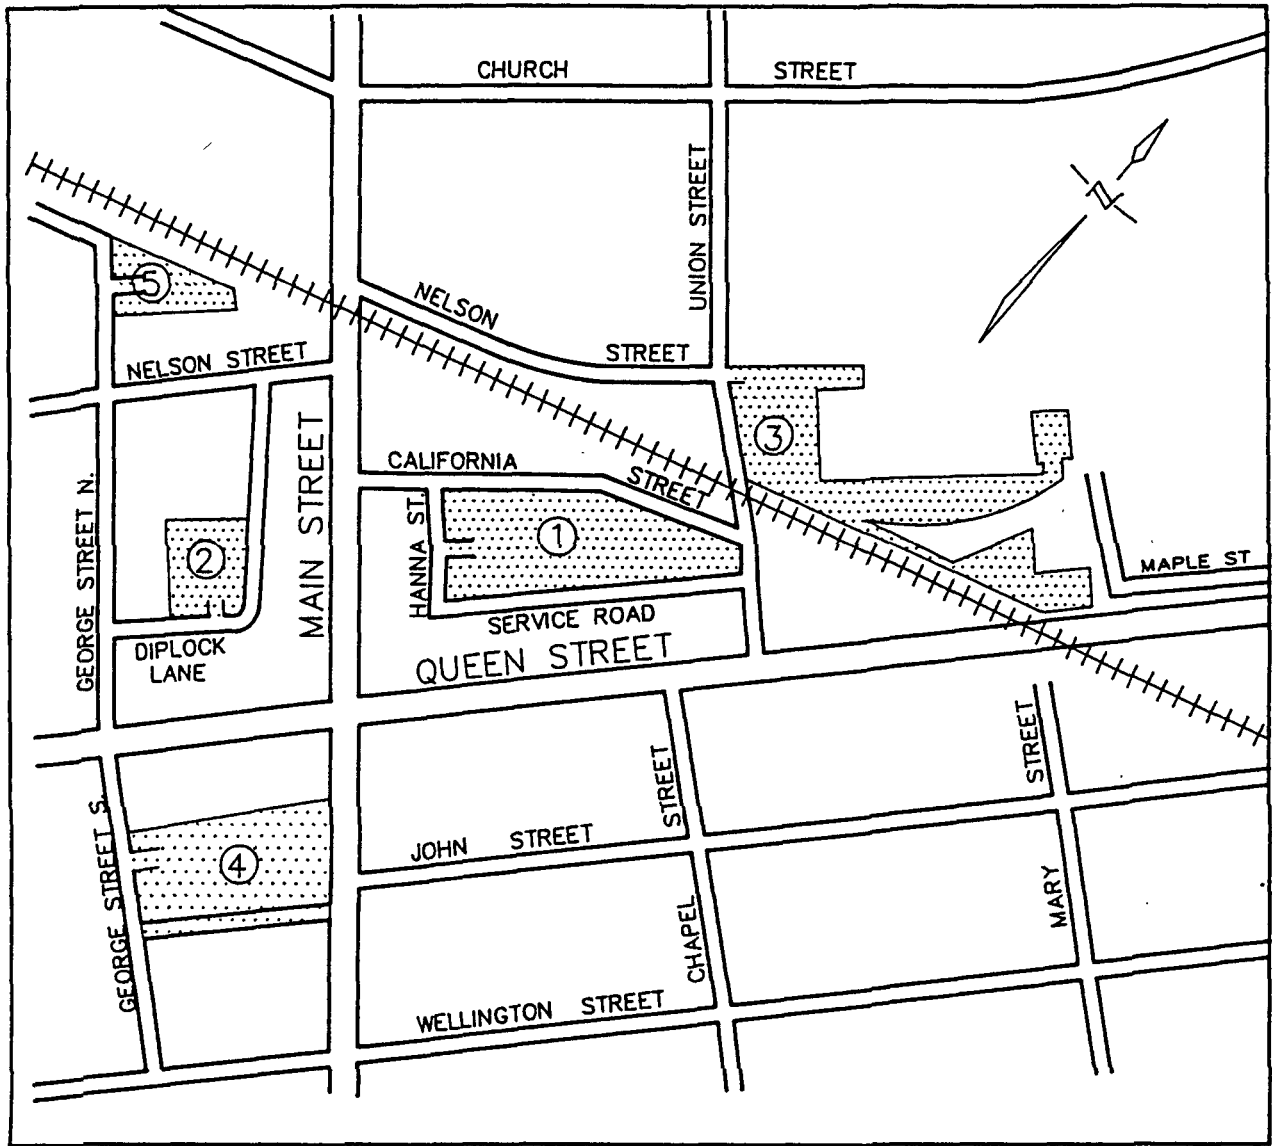 CHURCH STREET
UNION STREET
N
NELSON STREET
5
NELSON STREET
3
MAIN STREET
CALIFORNIA STREET
GEORGE STREET N.
HANNA ST.
1
2
MAPLE ST
SERVICE ROAD
DIPLOCK
LANE
QUEEN STREET
STREET
STREET
GEORGE STREET S.
JOHN STREET
4
MARY
CHAPEL
WELLINGTON STREET